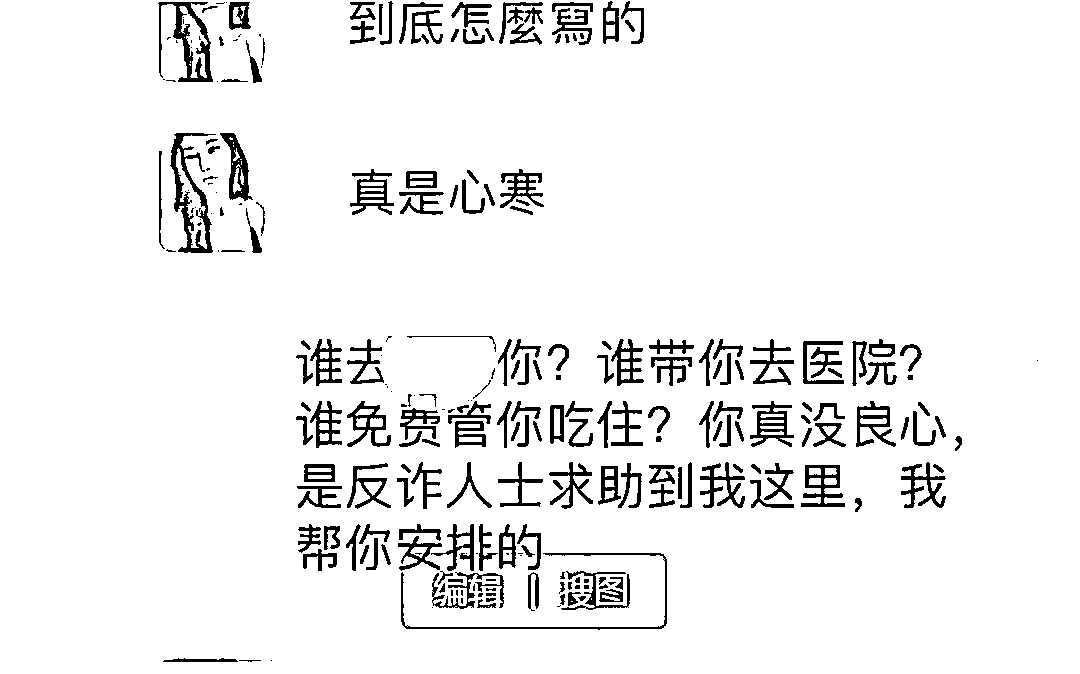 到底怎麼寫的
真是心寒
谁去 你？谁带你去医院？
谁免费管你吃住？你真没良心，
是反诈人士求助到我这里，我
帮你安排的
编辑 | 搜图